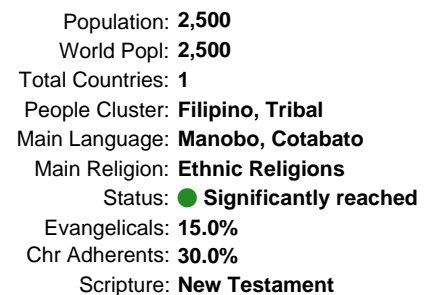 Population: 2,500
World Popl: 2,500
Total Countries: 1
People Cluster: Filipino, Tribal
Main Language: Manobo, Cotabato
Main Religion: Ethnic Religions
Status: Significantly reached
Evangelicals: 15.0%
Chr Adherents: 30.0%
Scripture: New Testament